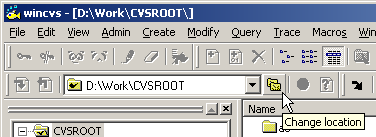 wincvs - [D:\Work\CVSROOT\]
File Edit View Admin Create Modify Query Trace Macros Win
D:\Work\CVSROOT
Change location
CVSROOT
Name